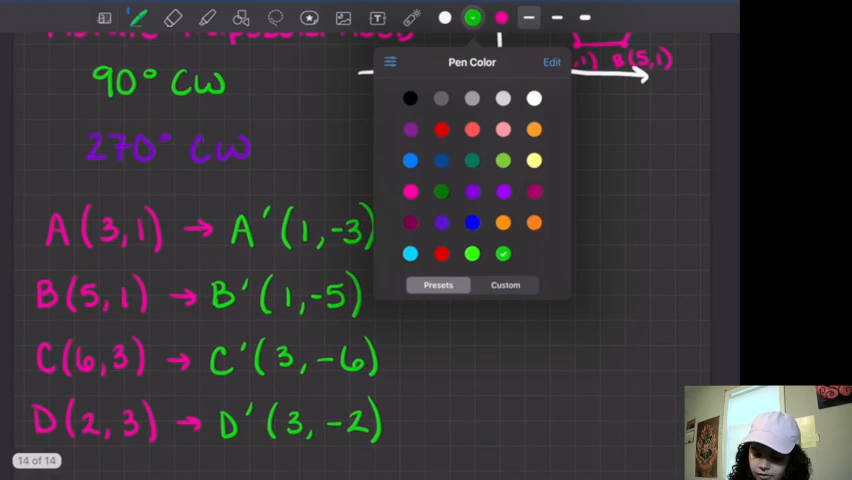 Pen Color
Edit
,1) B(5,1)
90° CW
270° CW
A(3,1) → A'(1,-3)
B(5,1) → B'(1,-5)
C(6,3) → C'(3,-6)
D(2,3) → D'(3,-2)
Presets
Custom
14 of 14